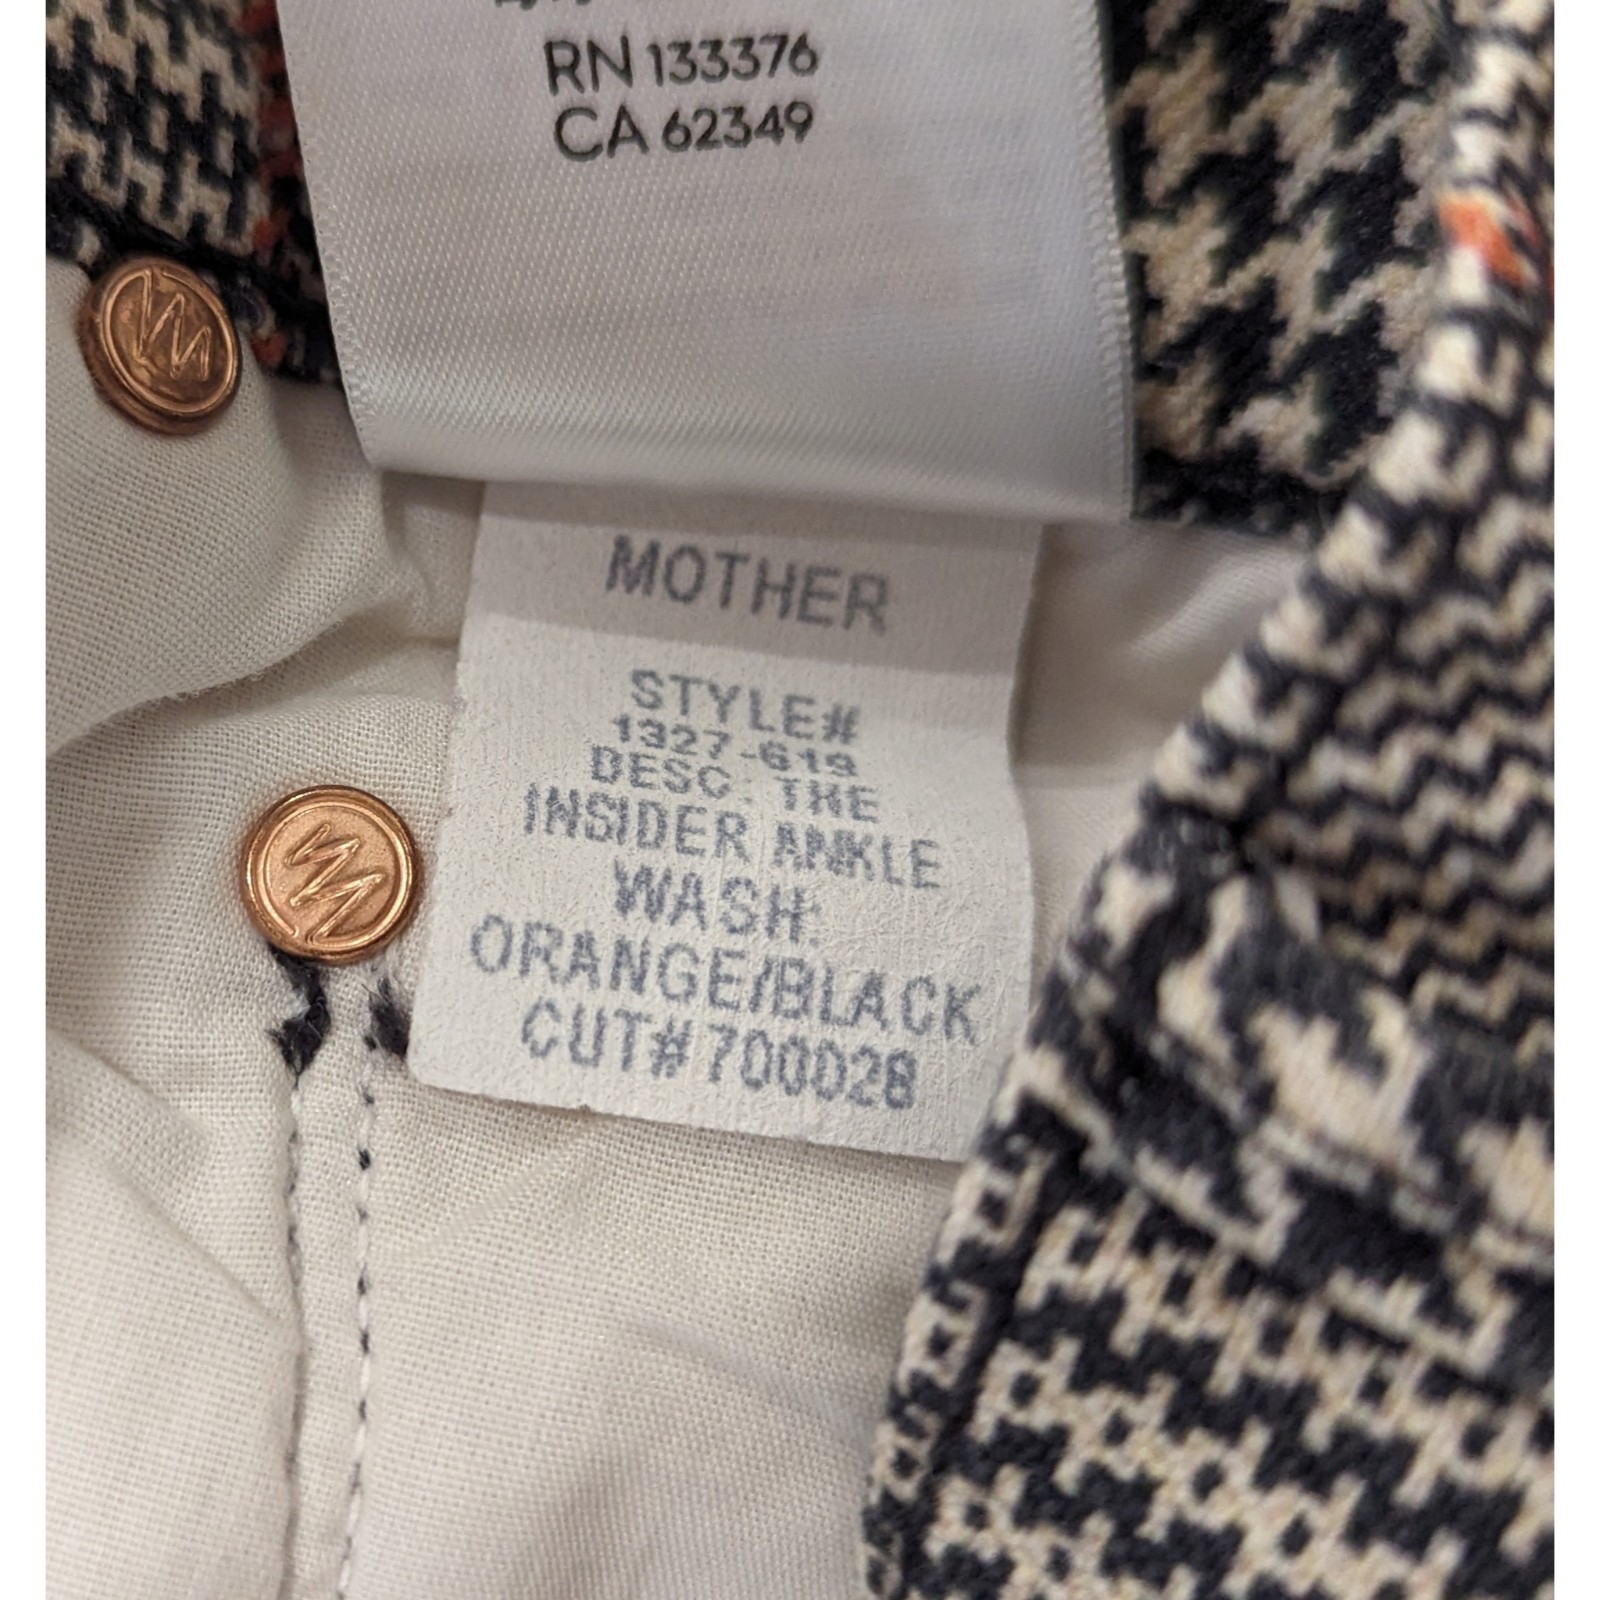 RN 133376
CA 62349
MOTHER
STYLE#
1327-619
DESC: THE
INSIDER ANKLE
WASH:
ORANGE/BLACK
CUT# 700028